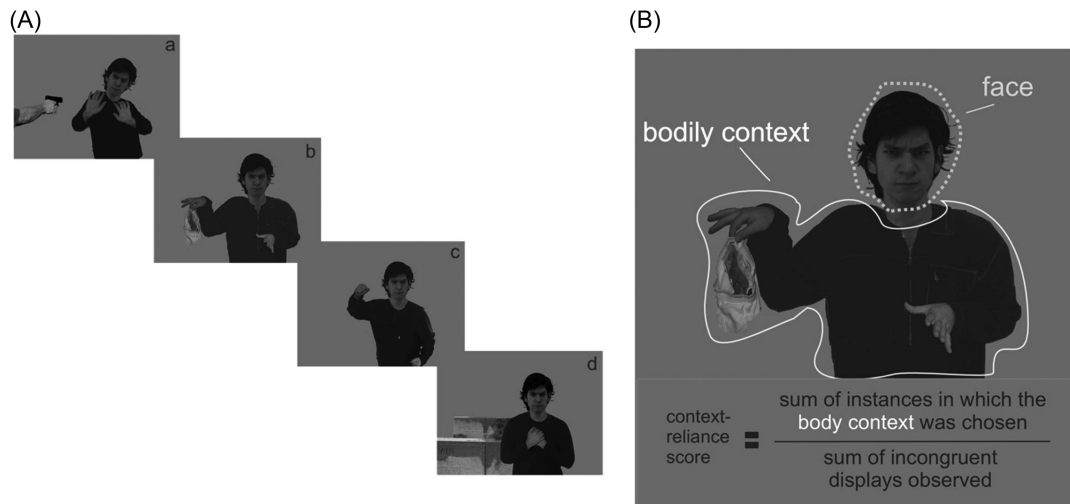 (A)
a
b
c
d
(B)
face
bodily context
context-
reliance
score
=
sum of instances in which the
body context was chosen
sum of incongruent
displays observed